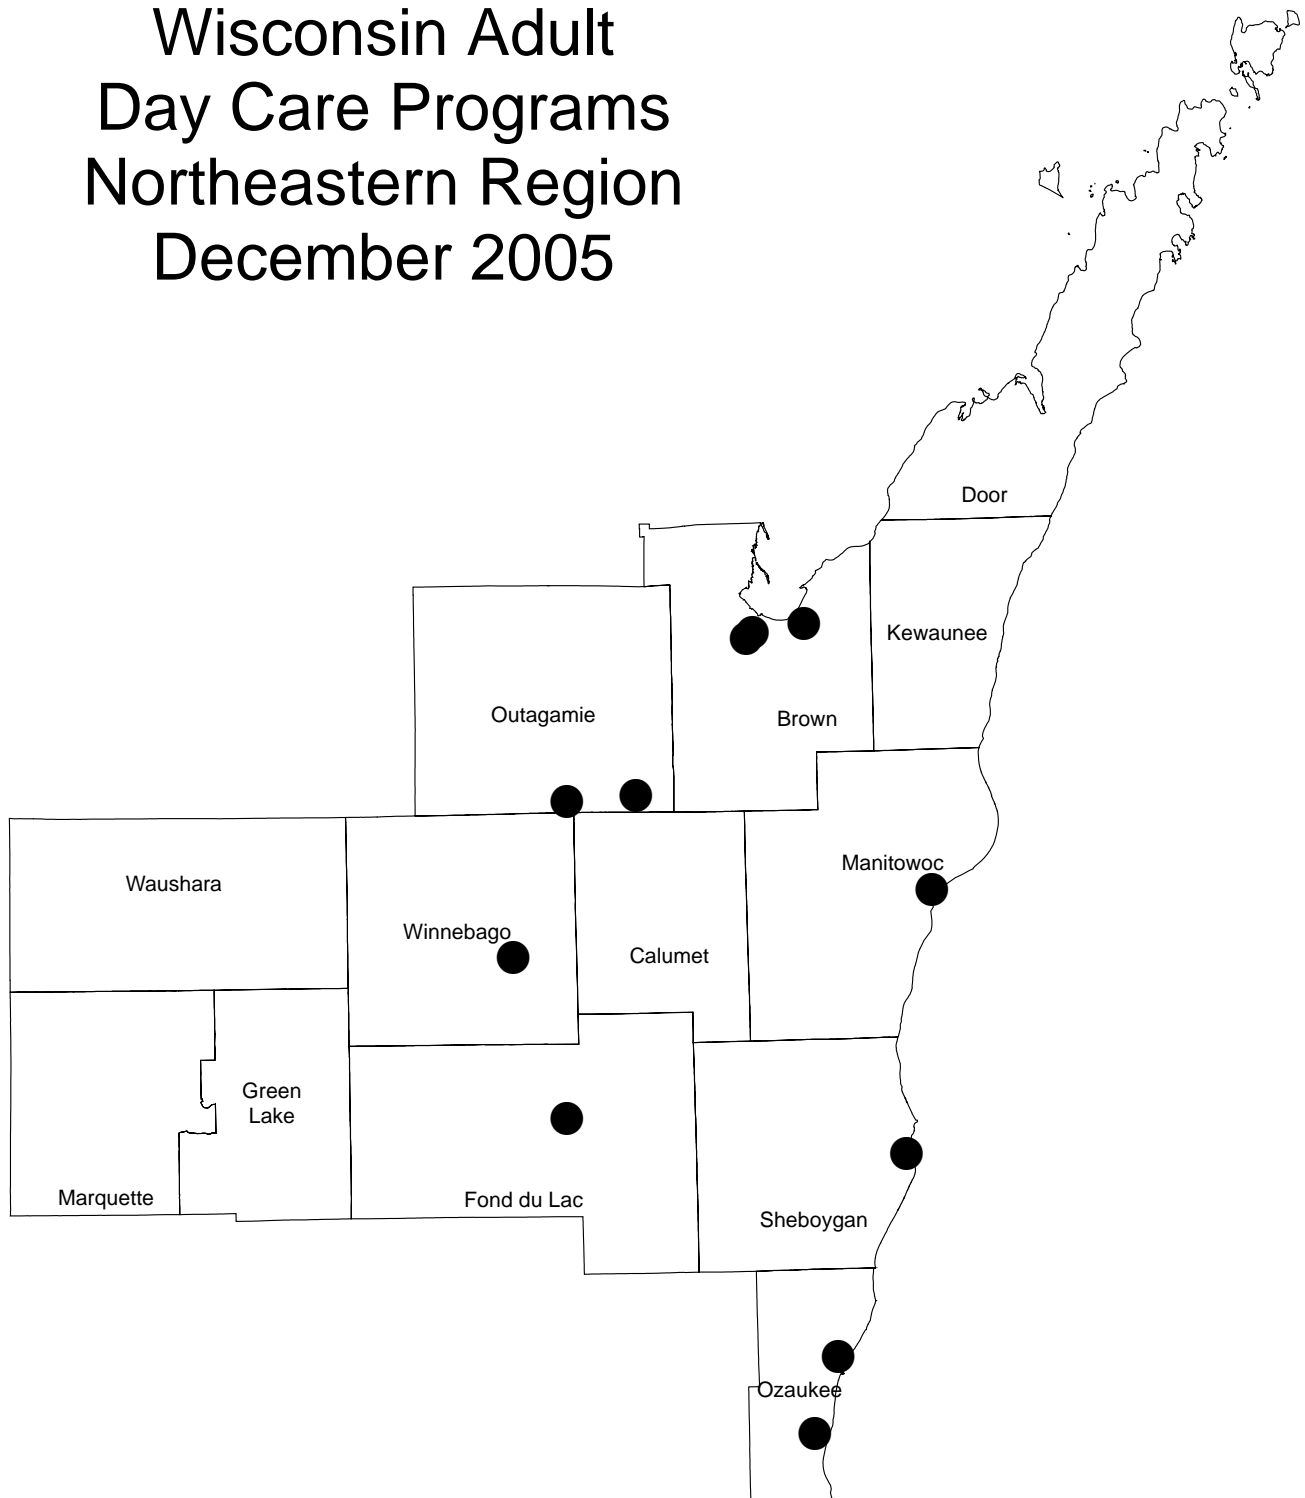 Wisconsin Adult
Day Care Programs
Northeastern Region
December 2005
Door
Kewaunee
Outagamie
Brown
Manitowoc
Waushara
Winnebago
Calumet
Green
Lake
Marquette
Fond du Lac
Sheboygan
Ozaukee